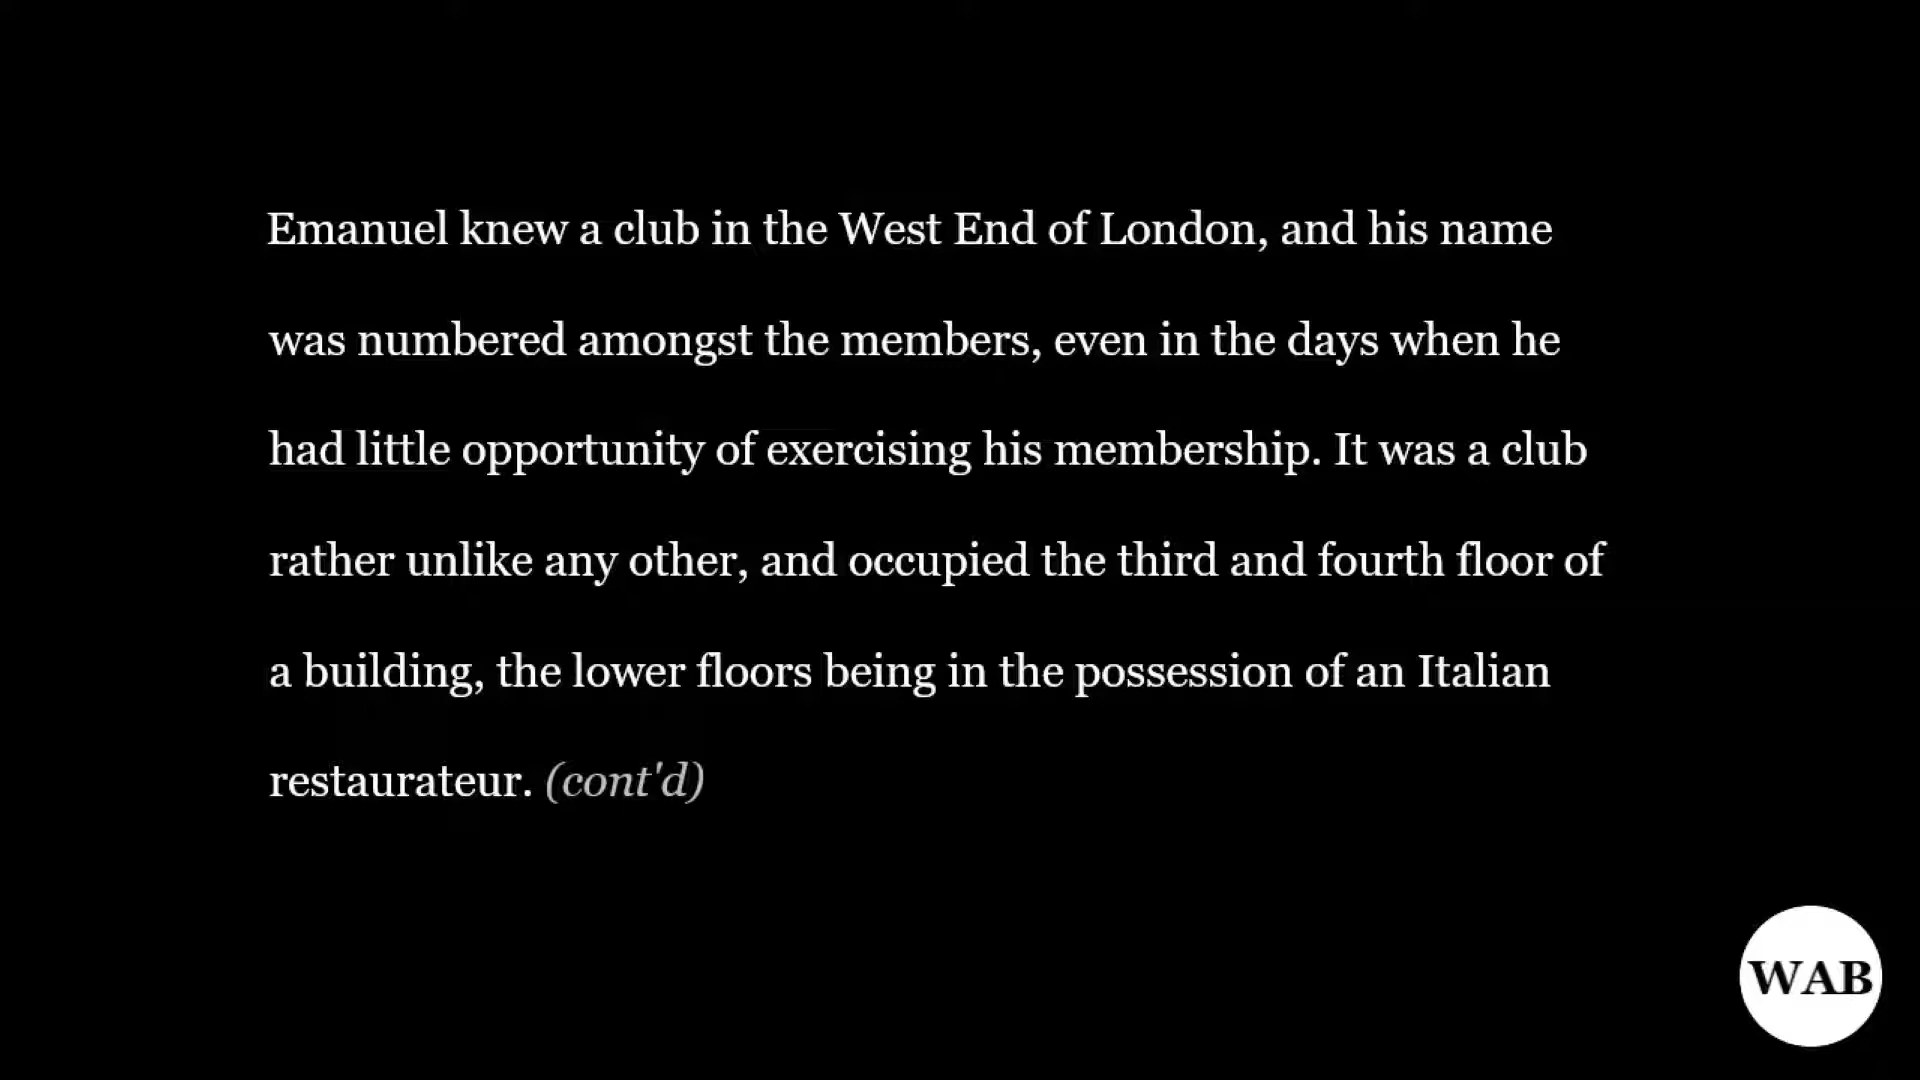 Emanuel knew a club in the West End of London, and his name
was numbered amongst the members, even in the days when he
had little opportunity of exercising his membership. It was a club
rather unlike any other, and occupied the third and fourth floor of
a building, the lower floors being in the possession of an Italian
restaurateur. (cont'd)
WAB